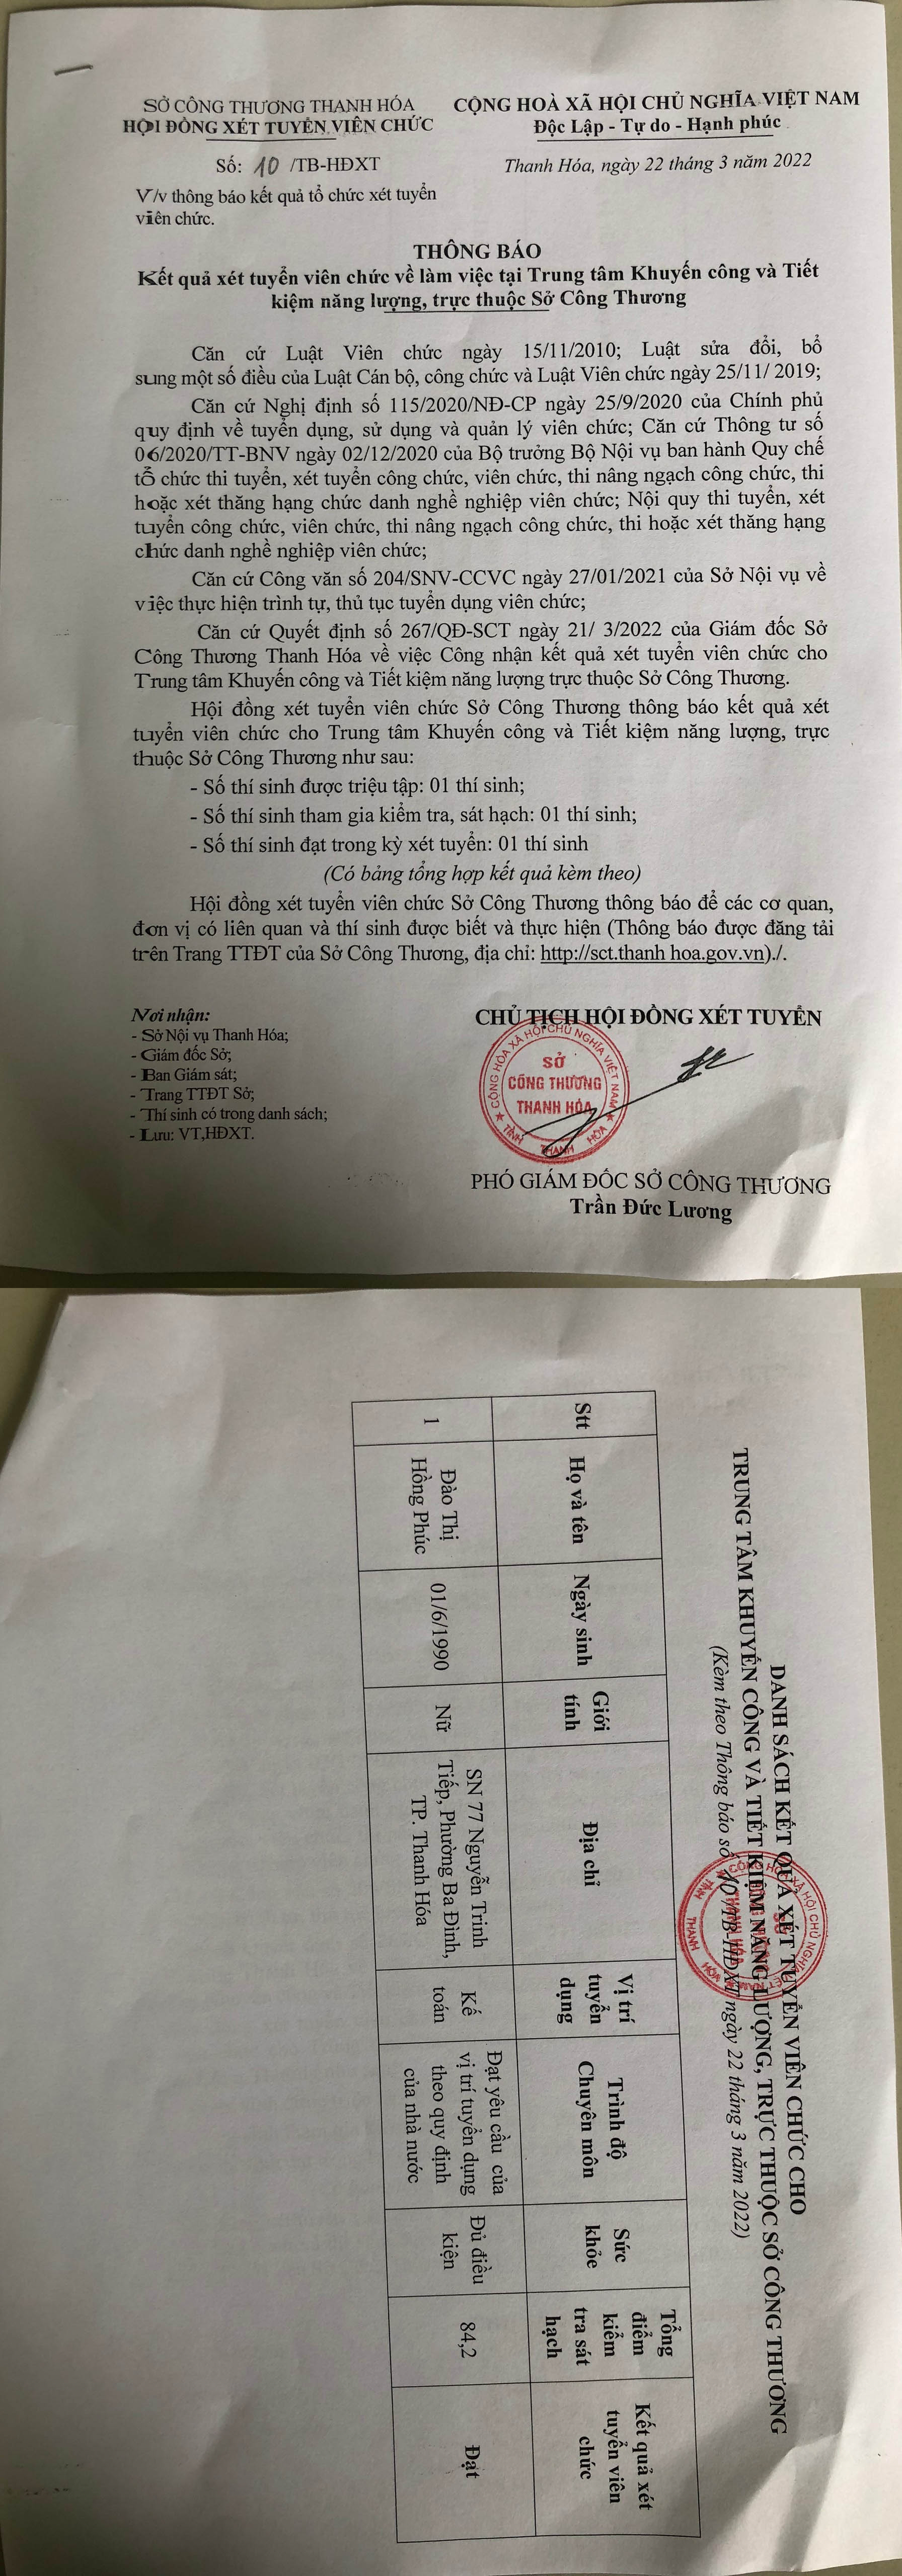 SỞ CÔNG THƯƠNG THANH HÓA
HỘI ĐỒNG XÉT TUYỂN VIÊN CHỨC
CỘNG HOÀ XÃ HỘI CHỦ NGHĨA VIỆT NAM
Độc Lập - Tự do - Hạnh phúc
Số: 10 /TB-HĐXT
Thanh Hóa, ngày 22 tháng 3 năm 2022
V/v thông báo kết quả tổ chức xét tuyển
viên chức.
THÔNG BÁO
Kết quả xét tuyển viên chức về làm việc tại Trung tâm Khuyến công và Tiết
kiệm năng lượng, trực thuộc Sở Công Thương
Căn cứ Luật Viên chức ngày 15/11/2010; Luật sửa đổi, bổ
sung một số điều của Luật Cán bộ, công chức và Luật Viên chức ngày 25/11/ 2019;
Căn cứ Nghị định số 115/2020/NĐ-CP ngày 25/9/2020 của Chính phủ
quy định về tuyển dụng, sử dụng và quản lý viên chức; Căn cứ Thông tư số
06/2020/TT-BNV ngày 02/12/2020 của Bộ trưởng Bộ Nội vụ ban hành Quy chế
tổ chức thi tuyển, xét tuyển công chức, viên chức, thi nâng ngạch công chức, thi
hoặc xét thăng hạng chức danh nghề nghiệp viên chức; Nội quy thi tuyển, xét
tuyển công chức, viên chức, thi nâng ngạch công chức, thi hoặc xét thăng hạng
chức danh nghề nghiệp viên chức;
Căn cứ Công văn số 204/SNV-CCVC ngày 27/01/2021 của Sở Nội vụ về
việc thực hiện trình tự, thủ tục tuyển dụng viên chức;
Căn cứ Quyết định số 267/QĐ-SCT ngày 21/ 3/2022 của Giám đốc Sở
Công Thương Thanh Hóa về việc Công nhận kết quả xét tuyển viên chức cho
Trung tâm Khuyến công và Tiết kiệm năng lượng trực thuộc Sở Công Thương.
Hội đồng xét tuyển viên chức Sở Công Thương thông báo kết quả xét
tuyển viên chức cho Trung tâm Khuyến công và Tiết kiệm năng lượng, trực
thuộc Sở Công Thương như sau:
- Số thí sinh được triệu tập: 01 thí sinh;
- Số thí sinh tham gia kiểm tra, sát hạch: 01 thí sinh;
- Số thí sinh đạt trong kỳ xét tuyển: 01 thí sinh
(Có bảng tổng hợp kết quả kèm theo)
Hội đồng xét tuyển viên chức Sở Công Thương thông báo để các cơ quan,
đơn vị có liên quan và thí sinh được biết và thực hiện (Thông báo được đăng tải
trên Trang TTĐT của Sở Công Thương, địa chỉ: http://sct.thanh hoa.gov.vn)./.
Nơi nhận:
- Sở Nội vụ Thanh Hóa;
- Giám đốc Sở;
- Ban Giám sát;
- Trang TTĐT Sở;
- Thí sinh có trong danh sách;
- Lưu: VT,HĐXT.
CHỦ TỊCH HỘI ĐỒNG XÉT TUYỂN
CỘNG HÒA XÃ HỘI CHỦ NGHĨA VIỆT NAM
SỞ
CÔNG THƯƠNG
THANH HÓA
★ TỈNH THANH HÓA ★
PHÓ GIÁM ĐỐC SỞ CÔNG THƯƠNG
Trần Đức Lương
DANH SÁCH KẾT QUẢ XÉT TUYỂN VIÊN CHỨC CHO
TRUNG TÂM KHUYẾN CÔNG VÀ TIẾT KIỆM NĂNG LƯỢNG, TRỰC THUỘC SỞ CÔNG THƯƠNG
(Kèm theo Thông báo số 10 /TB-HĐXT ngày 22 tháng 3 năm 2022)
Stt
Họ và tên
Ngày sinh
Giới
tính
Địa chỉ
Vị trí
tuyển
dụng
Trình độ
Chuyên môn
Sức
khỏe
Tổng
điểm
kiểm
tra sát
hạch
Kết quả xét
tuyển viên
chức
1
Đào Thị
Hồng Phúc
01/6/1990
Nữ
SN 77 Nguyễn Trinh
Tiếp, Phường Ba Đình,
TP. Thanh Hóa
Kế
toán
Đạt yêu cầu của
vị trí tuyển dụng
theo quy định
của nhà nước
Đủ điều
kiện
84,2
Đạt